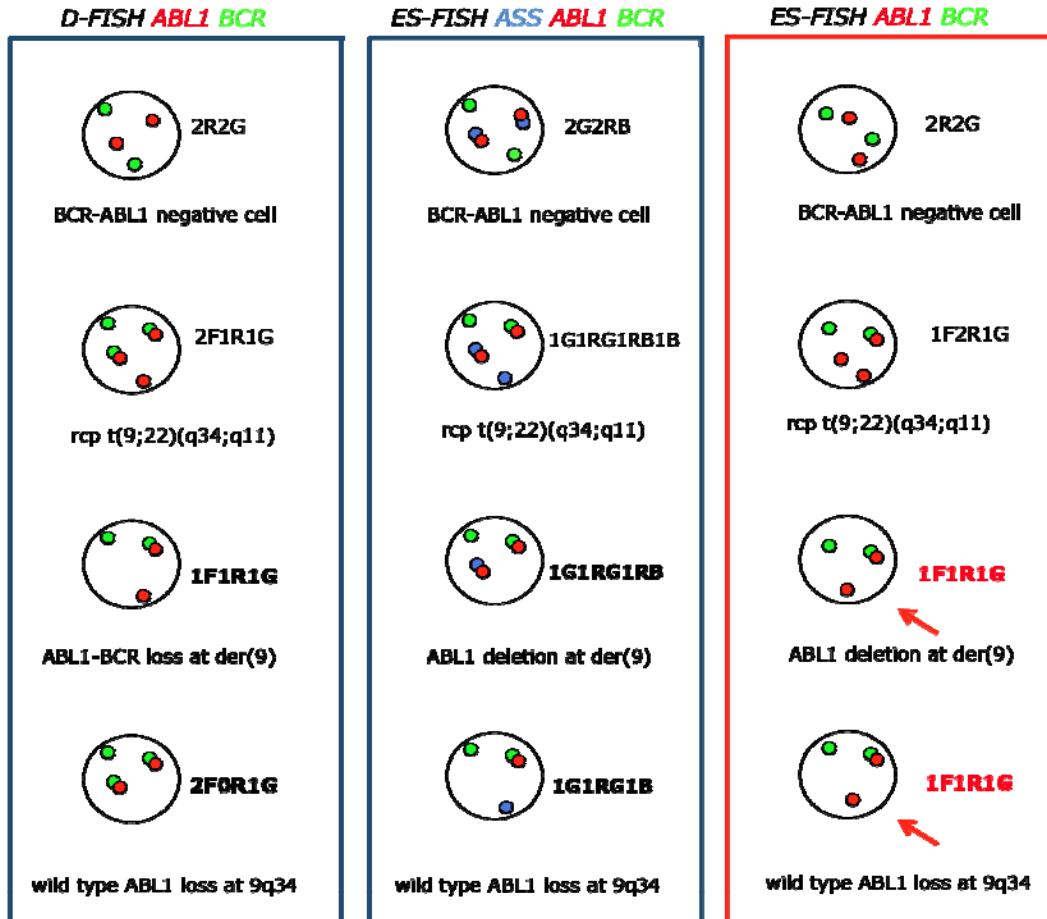 D-FISH ABL1 BCR
2R2G
BCR-ABL1 negative cell
2F1R1G
rcp t(9;22)(q34;q11)
1F1R1G
ABL1-BCR loss at der(9)
2F0R1G
wild type ABL1 loss at 9q34
ES-FISH ASS ABL1 BCR
2G2RB
BCR-ABL1 negative cell
1G1RG1RB1B
rcp t(9;22)(q34;q11)
1G1RG1RB
ABL1 deletion at der(9)
1G1RG1B
wild type ABL1 loss at 9q34
ES-FISH ABL1 BCR
2R2G
BCR-ABL1 negative cell
1F2R1G
rcp t(9;22)(q34;q11)
1F1R1G
ABL1 deletion at der(9)
1F1R1G
wild type ABL1 loss at 9q34